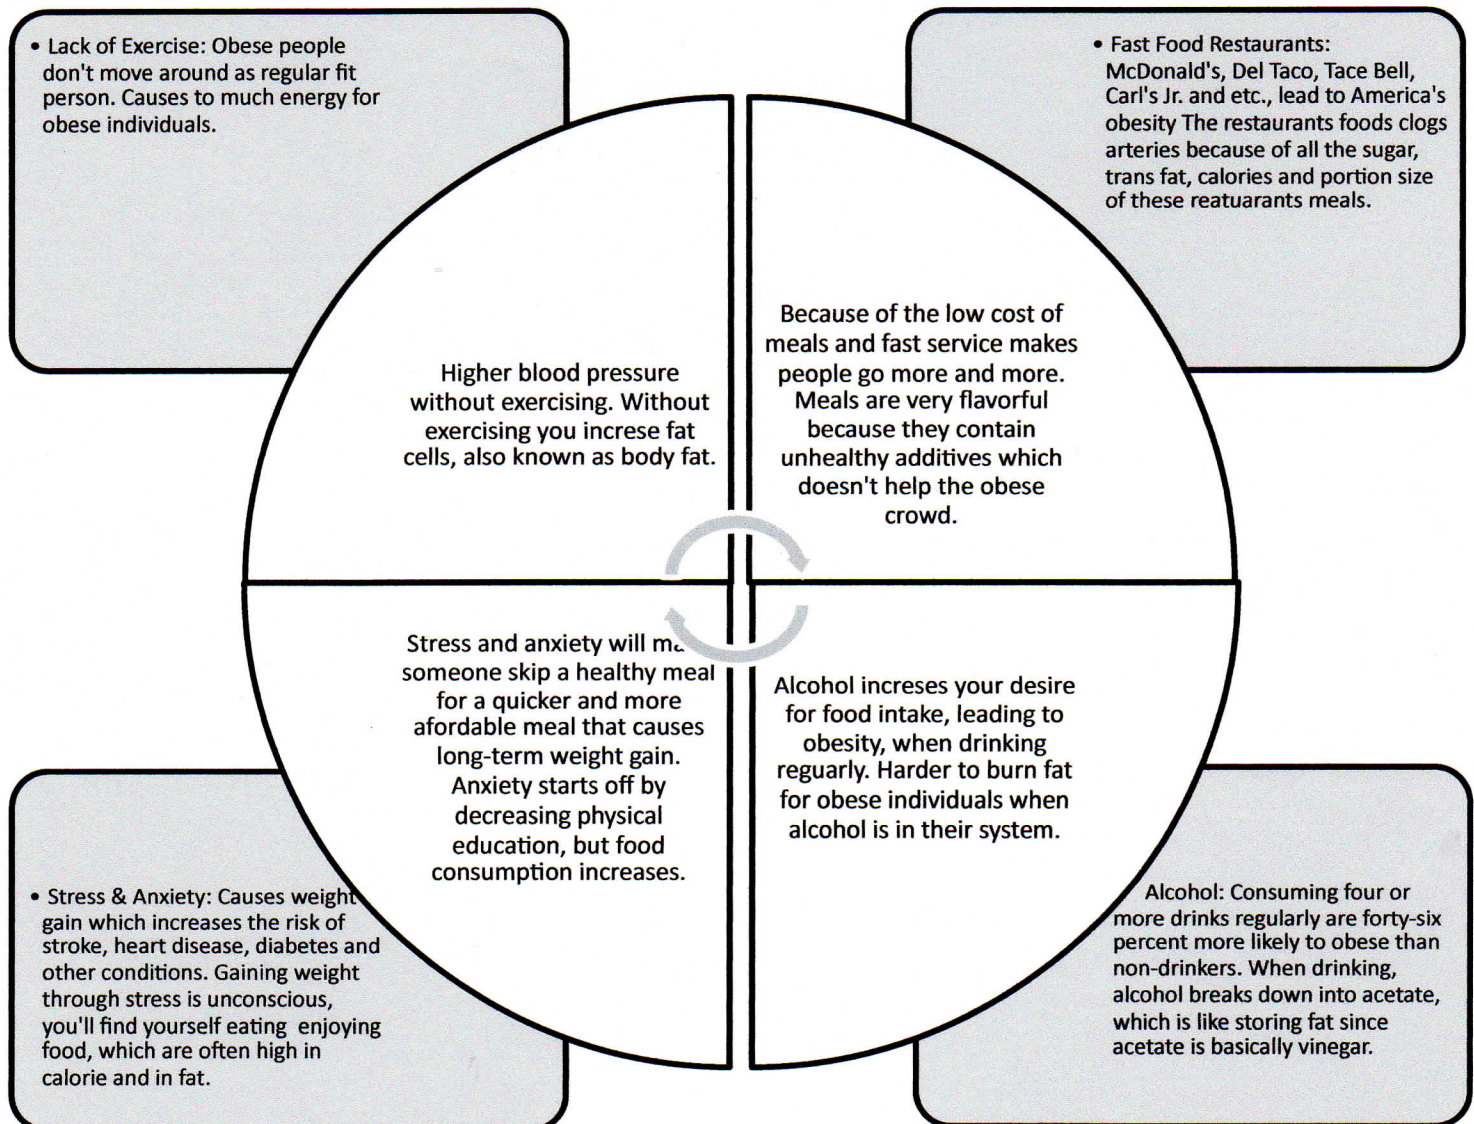 • Lack of Exercise: Obese people
don't move around as regular fit
person. Causes to much energy for
obese individuals.
• Fast Food Restaurants:
McDonald's, Del Taco, Tace Bell,
Carl's Jr. and etc., lead to America's
obesity The restaurants foods clogs
arteries because of all the sugar,
trans fat, calories and portion size
of these reatuarants meals.
Higher blood pressure
without exercising. Without
exercising you increse fat
cells, also known as body fat.
Because of the low cost of
meals and fast service makes
people go more and more.
Meals are very flavorful
because they contain
unhealthy additives which
doesn't help the obese
crowd.
Stress and anxiety will
someone skip a healthy meal
for a quicker and more
afordable meal that causes
long-term weight gain.
Anxiety starts off by
decreasing physical
education, but food
consumption increases.
Alcohol increses your desire
for food intake, leading to
obesity, when drinking
reguarly. Harder to burn fat
for obese individuals when
alcohol is in their system.
• Stress & Anxiety: Causes weight
gain which increases the risk of
stroke, heart disease, diabetes and
other conditions. Gaining weight
through stress is unconscious,
you'll find yourself eating enjoying
food, which are often high in
calorie and in fat.
Alcohol: Consuming four or
more drinks regularly are forty-six
percent more likely to obese than
non-drinkers. When drinking,
alcohol breaks down into acetate,
which is like storing fat since
acetate is basically vinegar.